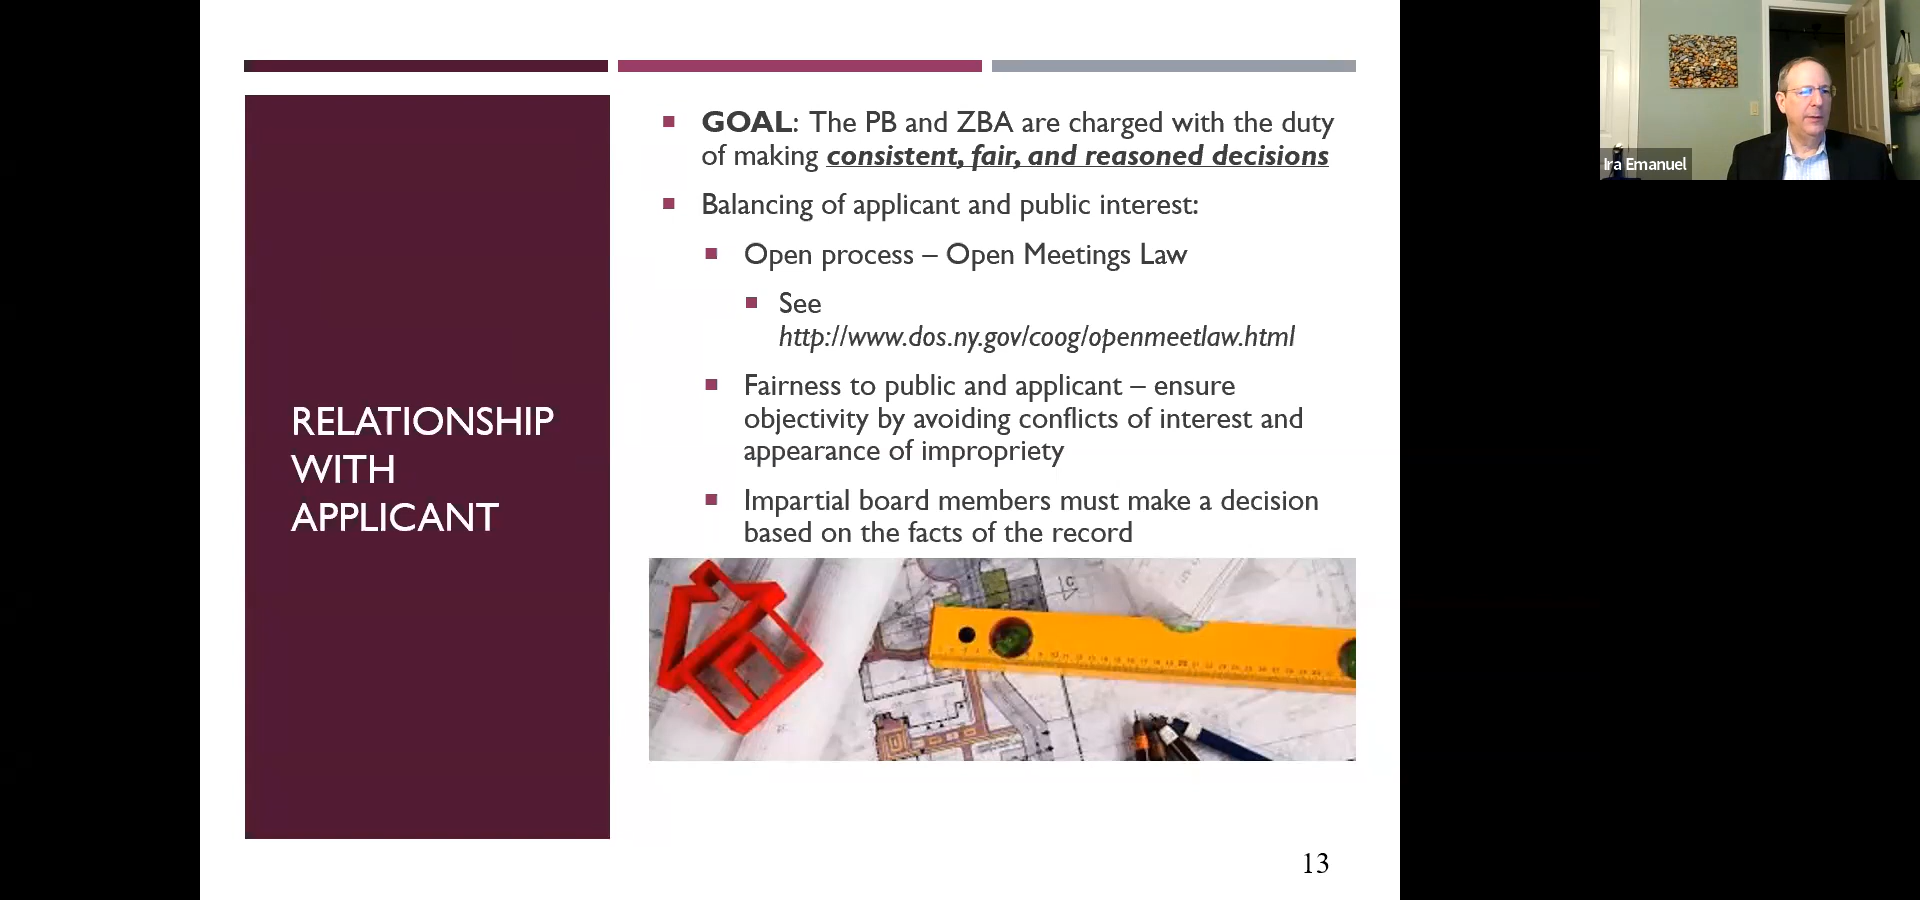 RELATIONSHIP
WITH
APPLICANT
GOAL: The PB and ZBA are charged with the duty
of making consistent, fair, and reasoned decisions
Balancing of applicant and public interest:
Open process – Open Meetings Law
See
http://www.dos.ny.gov/coog/openmeetlaw.html
Fairness to public and applicant – ensure
objectivity by avoiding conflicts of interest and
appearance of impropriety
Impartial board members must make a decision
based on the facts of the record
13
Ira Emanuel